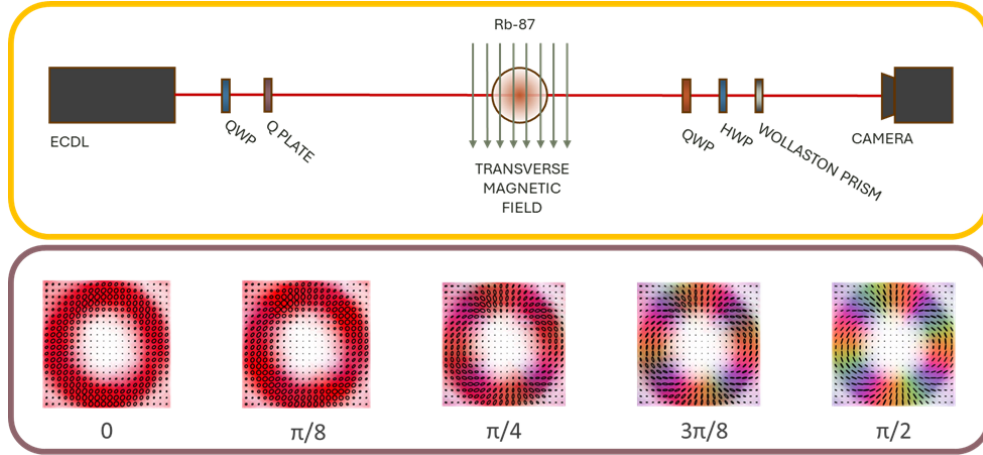 Rb-87
ECDL
QWP
Q PLATE
TRANSVERSE
MAGNETIC
FIELD
QWP
HWP
WOLLASTON PRISM
CAMERA
0
π/8
π/4
3π/8
π/2